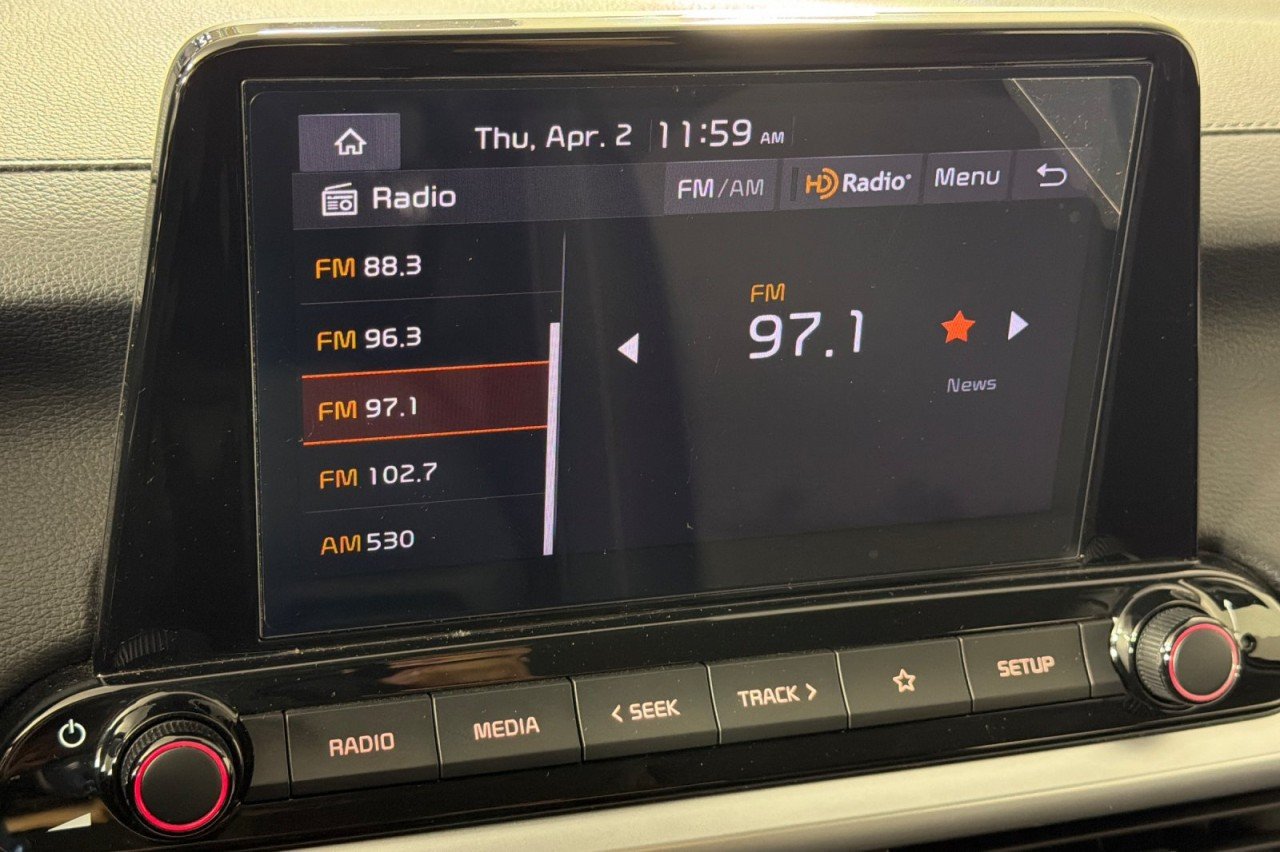 Thu, Apr. 2 11:59 AM
Radio FM/AM HD Radio Menu
FM 88.3
FM 96.3
FM 97.1
FM 102.7
AM 530
FM
97.1
News
RADIO MEDIA < SEEK TRACK > SETUP